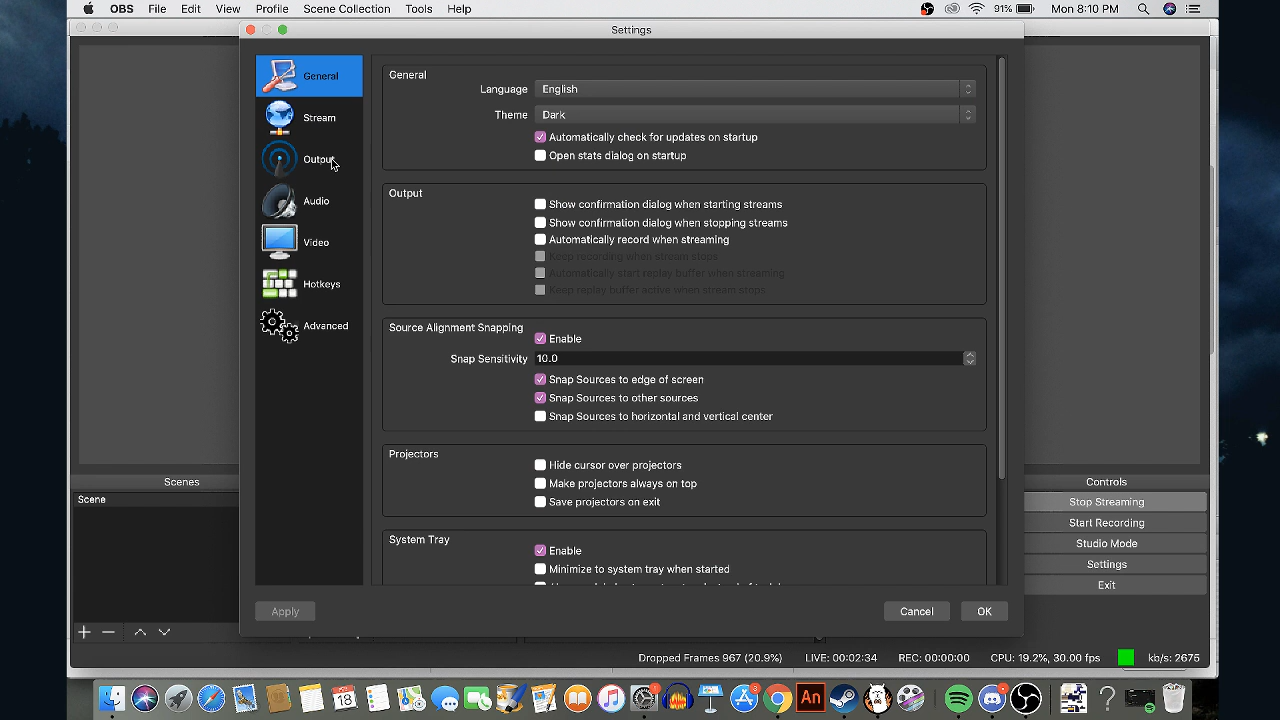 OBS File Edit View Profile Scene Collection Tools Help 91% Mon 8:10 PM
Settings
General
Stream
Output
Audio
Video
Hotkeys
Advanced
General
Language English
Theme Dark
Automatically check for updates on startup
Open stats dialog on startup
Output
Show confirmation dialog when starting streams
Show confirmation dialog when stopping streams
Automatically record when streaming
Keep recording when stream stops
Automatically start replay buffer when streaming
Keep replay buffer active when stream stops
Source Alignment Snapping
Enable
Snap Sensitivity 10.0
Snap Sources to edge of screen
Snap Sources to other sources
Snap Sources to horizontal and vertical center
Projectors
Hide cursor over projectors
Make projectors always on top
Save projectors on exit
System Tray
Enable
Minimize to system tray when started
Apply Cancel OK
Scenes
Scene
Controls
Stop Streaming
Start Recording
Studio Mode
Settings
Exit
Dropped Frames 967 (20.9%) LIVE: 00:02:34 REC: 00:00:00 CPU: 19.2%, 30.00 fps kb/s: 2675
18
An